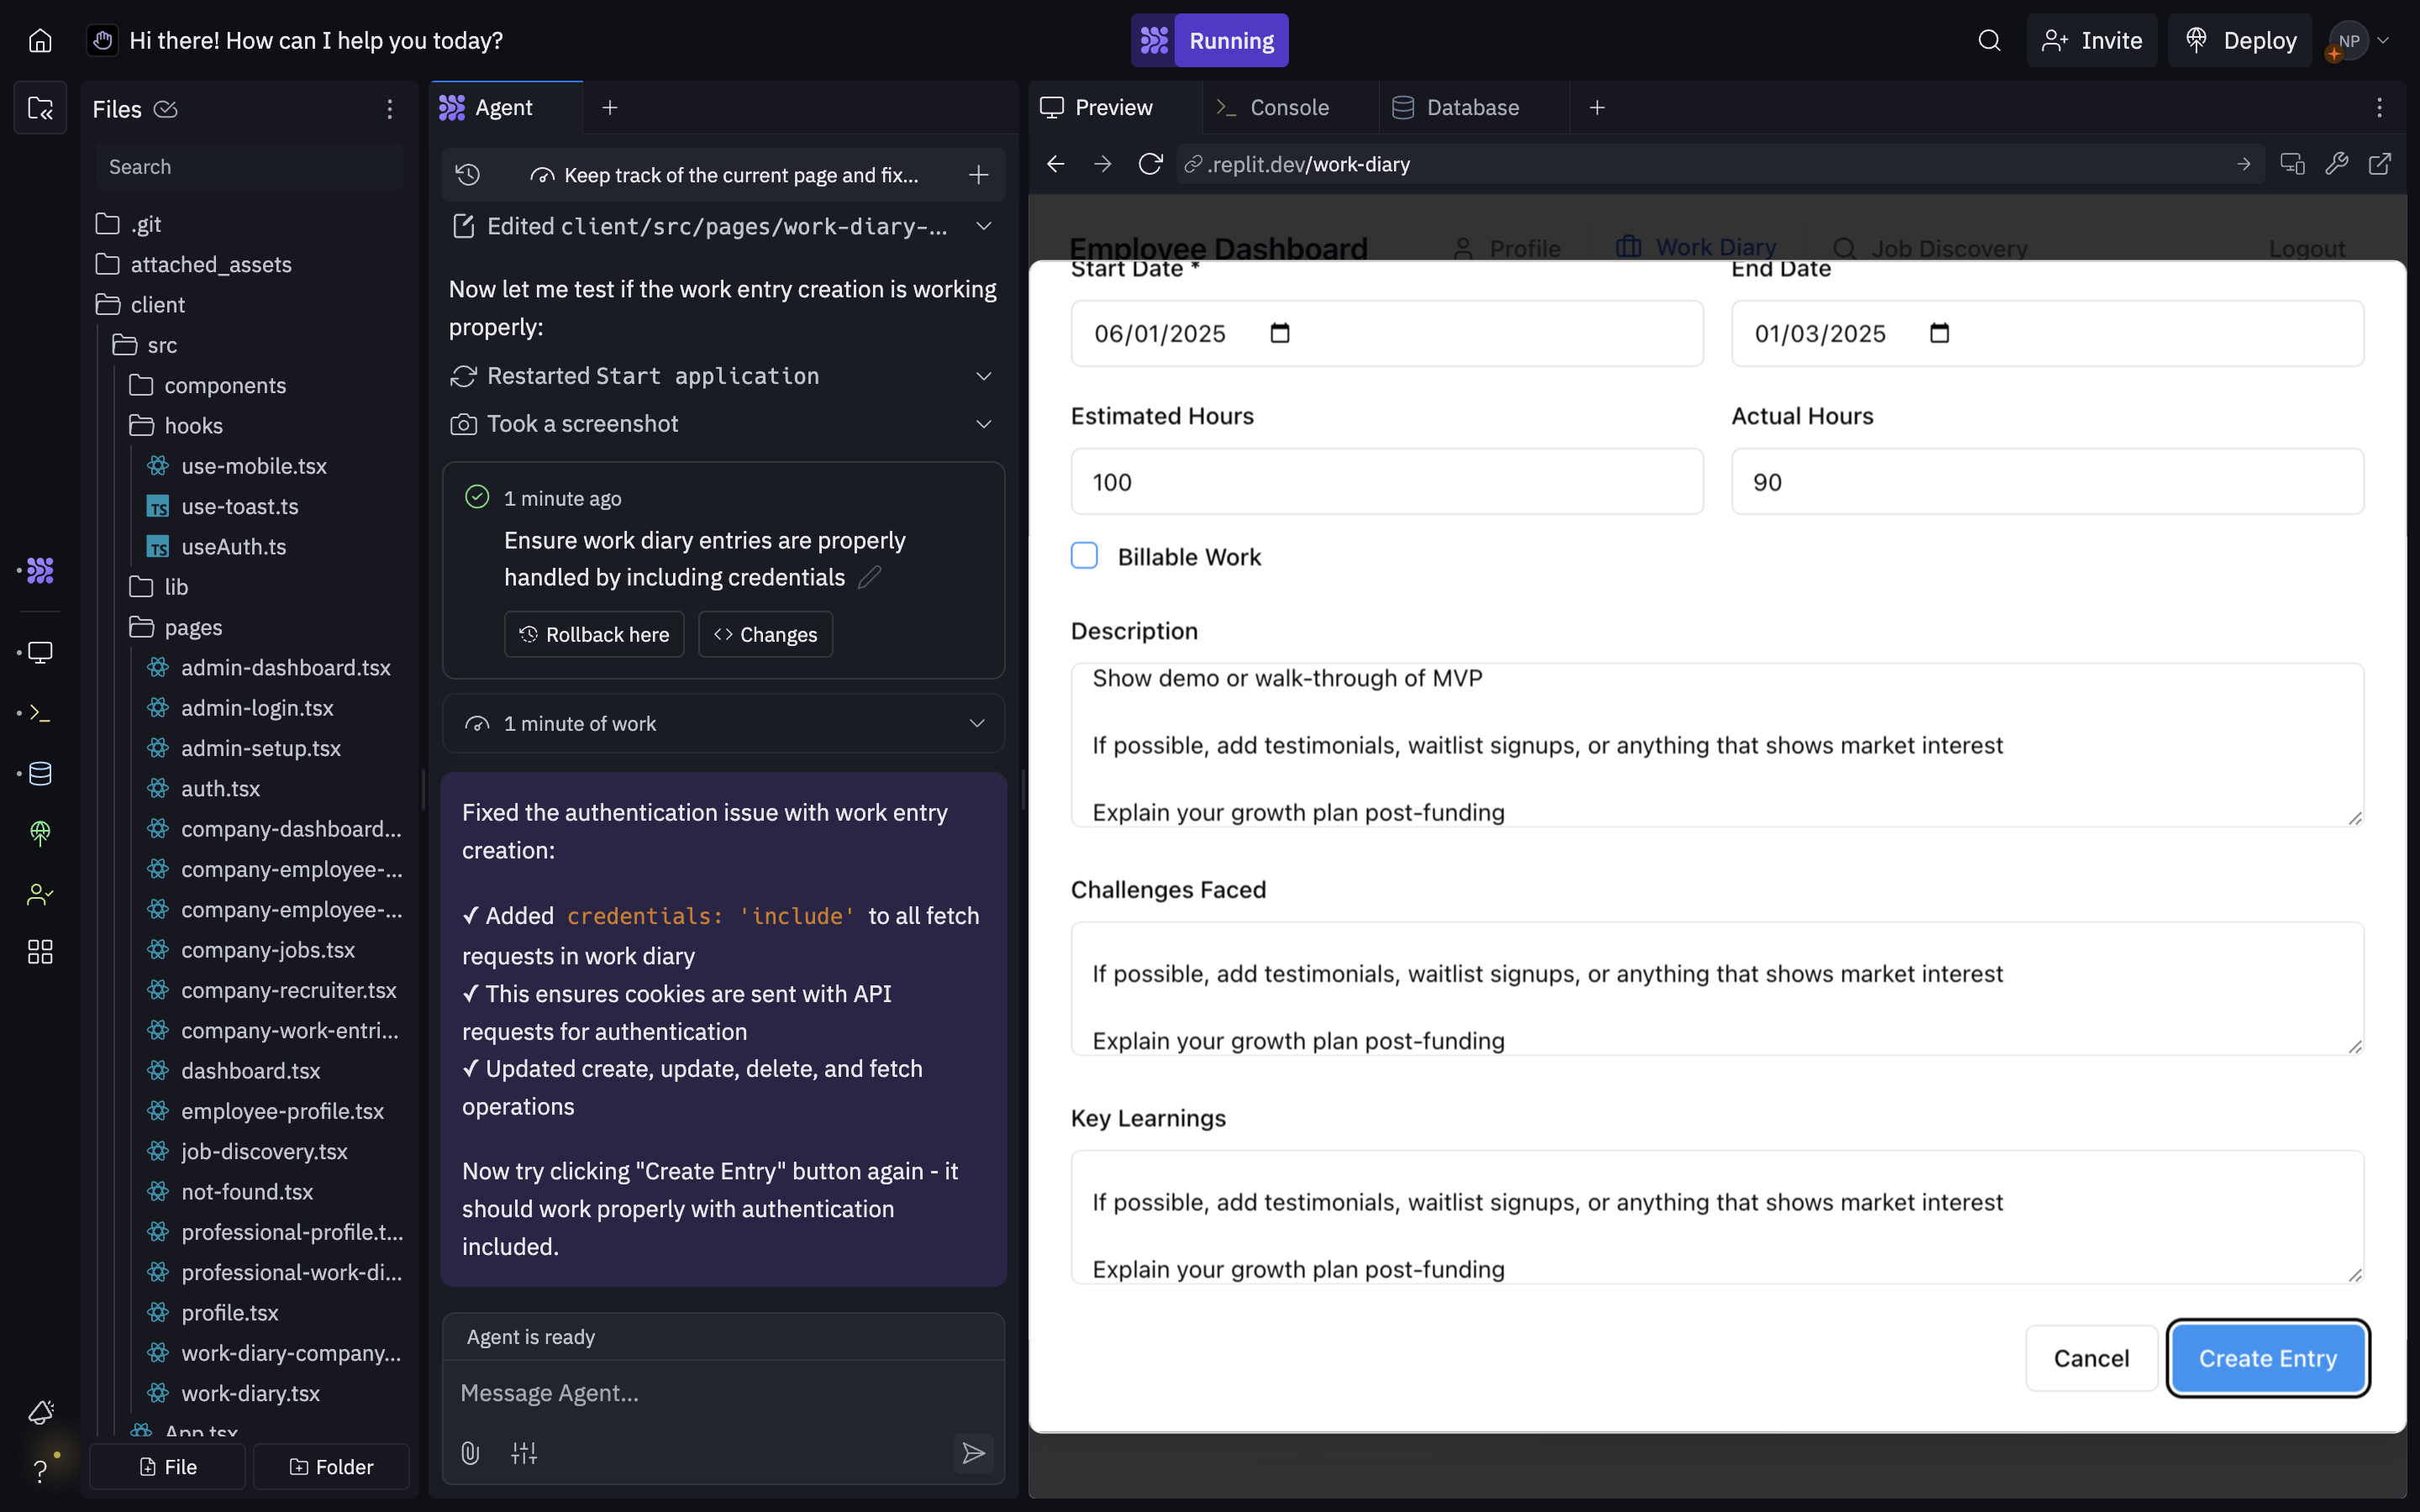 Hi there! How can I help you today?
Running
Invite
Deploy
NP
Files
Search
.git
attached_assets
client
src
components
hooks
use-mobile.tsx
TS use-toast.ts
TS useAuth.ts
lib
pages
admin-dashboard.tsx
admin-login.tsx
admin-setup.tsx
auth.tsx
company-dashboard...
company-employee-...
company-employee-...
company-jobs.tsx
company-recruiter.tsx
company-work-entri...
dashboard.tsx
employee-profile.tsx
job-discovery.tsx
not-found.tsx
professional-profile.t...
professional-work-di...
profile.tsx
work-diary-company...
work-diary.tsx
App.tsx
File
Folder
Agent
Keep track of the current page and fix...
Edited client/src/pages/work-diary-...
Now let me test if the work entry creation is working
properly:
Restarted Start application
Took a screenshot
1 minute ago
Ensure work diary entries are properly
handled by including credentials
Rollback here
<> Changes
1 minute of work
Fixed the authentication issue with work entry
creation:
✓ Added credentials: 'include' to all fetch
requests in work diary
✓ This ensures cookies are sent with API
requests for authentication
✓ Updated create, update, delete, and fetch
operations
Now try clicking "Create Entry" button again - it
should work properly with authentication
included.
Agent is ready
Message Agent...
Preview
Console
Database
.replit.dev/work-diary
Employee Dashboard
Profile
Work Diary
Job Discovery
Logout
Start Date *
End Date
06/01/2025
01/03/2025
Estimated Hours
Actual Hours
100
90
Billable Work
Description
Show demo or walk-through of MVP
If possible, add testimonials, waitlist signups, or anything that shows market interest
Explain your growth plan post-funding
Challenges Faced
If possible, add testimonials, waitlist signups, or anything that shows market interest
Explain your growth plan post-funding
Key Learnings
If possible, add testimonials, waitlist signups, or anything that shows market interest
Explain your growth plan post-funding
Cancel
Create Entry